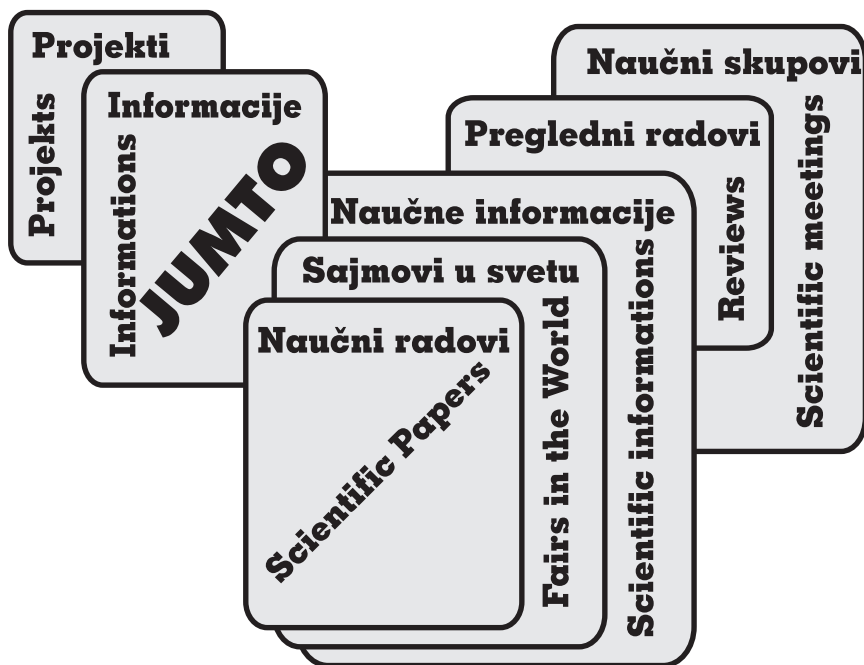 Projekti
Projekts
Informacije
Informations
JUMTO
Naučni skupovi
Scientific meetings
Pregledni radovi
Reviews
Naučne informacije
Scientific informations
Sajmovi u svetu
Fairs in the World
Naučni radovi
Scientific Papers